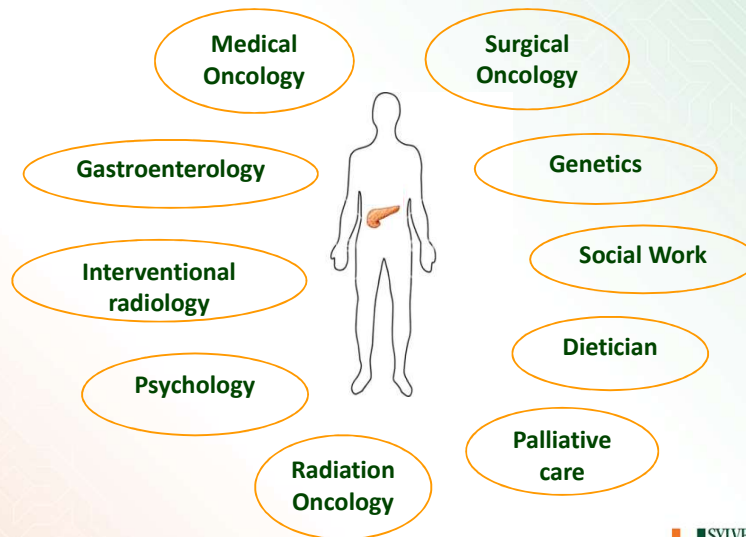 Medical
Oncology
Surgical
Oncology
Gastroenterology
Genetics
Social Work
Interventional
radiology
Dietician
Psychology
Palliative
care
Radiation
Oncology